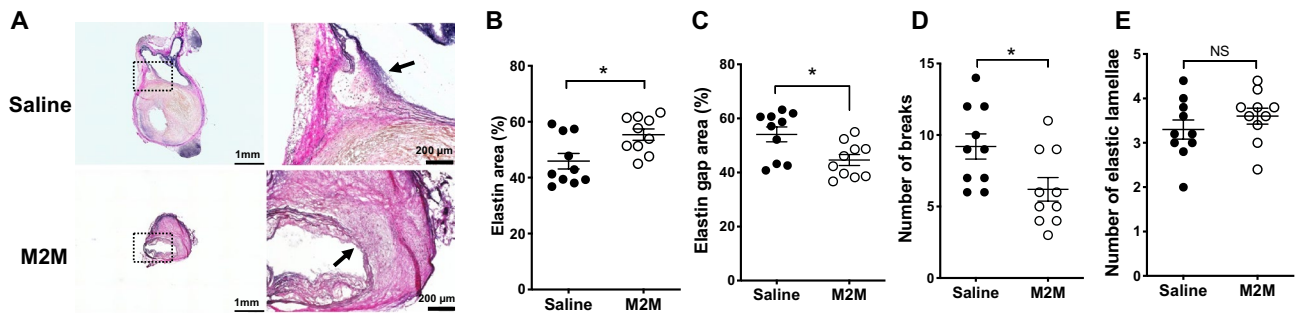 A
Saline
1mm
200 µm
M2M
1mm
200 µm
B
Elastin area (%)
80
60
40
20
0
*
Saline M2M
C
Elastin gap area (%)
80
60
40
20
0
*
Saline M2M
D
Number of breaks
15
10
5
0
*
Saline M2M
E
Number of elastic lamellae
5
4
3
2
1
0
NS
Saline M2M